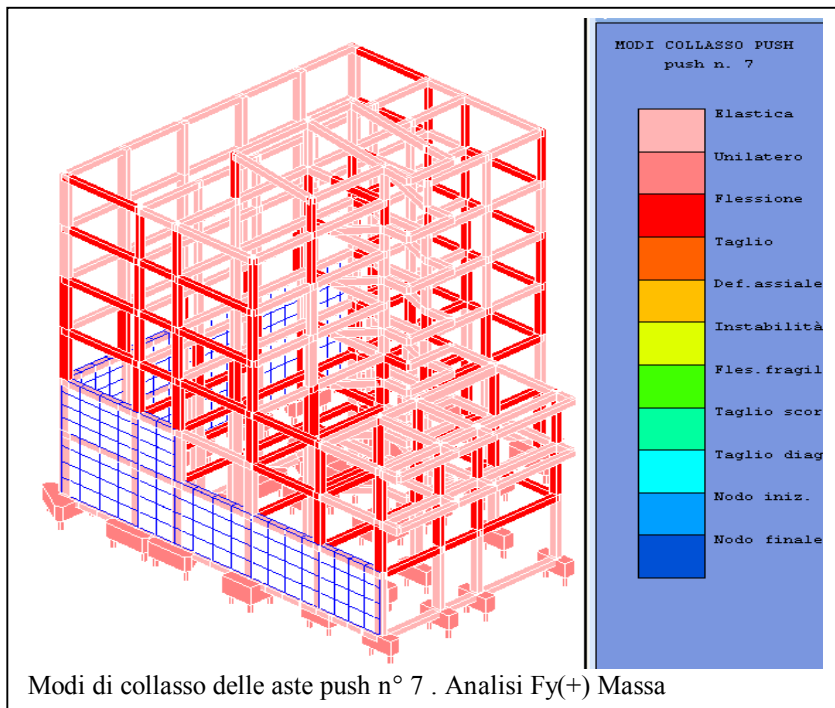 MODI COLLASSO PUSH
push n. 7
Elastica
Unilatero
Flessione
Taglio
Def.assiale
Instabilità
Fles.fragil
Taglio scor
Taglio diag
Nodo iniz.
Nodo finale
Modi di collasso delle aste push n° 7 . Analisi Fy(+) Massa